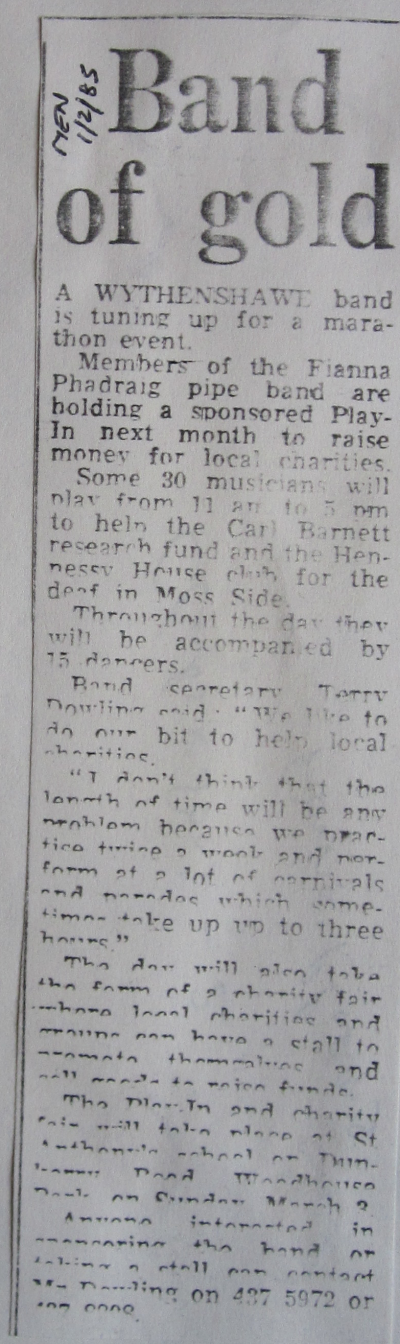 MEN
1/2/85
Band
of gold
A WYTHENSHAWE band
is tuning up for a mara-
thon event.
Members of the Fianna
Phadraig pipe band are
holding a sponsored Play-
In next month to raise
money for local charities.
Some 30 musicians will
play from 11 am to 5 pm
to help the Carl Barnett
research fund and the Hen-
nessy House club for the
deaf in Moss Side.
Throughout the day they
will be accompanied by
15 dancers.
Band secretary Terry
Dowling said: "We like to
do our bit to help local
charities.
"I don't think that the
length of time will be any
problem because we prac-
tice twice a week and per-
form at a lot of carnivals
and parades which some-
times take up up to three
hours."
The day will also take
the form of a charity fair
where local charities and
groups can have a stall to
promote themselves and
sell goods to raise funds.
The Play-In and charity
fair will take place at St
Anthony's school on Dun-
Road Woodhouse
Park on Sunday March
Anyone interested in
sponsoring the band or
taking a stall can contact
Mr Dowling on 437 5972 or